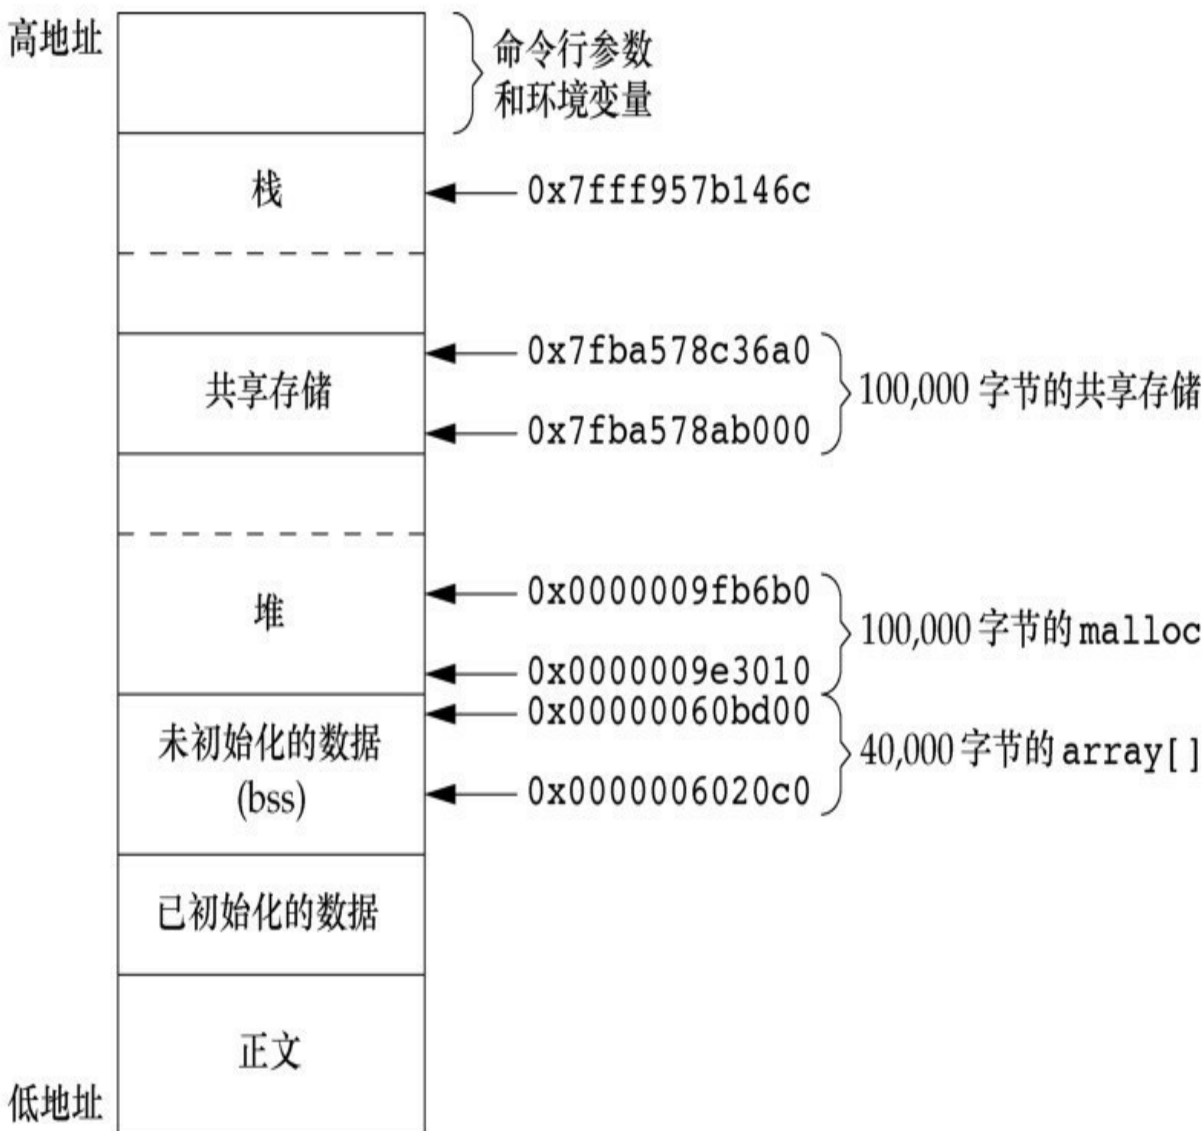 高地址
命令行参数
和环境变量
栈
0x7fff957b146c
0x7fba578c36a0
共享存储
100,000 字节的共享存储
0x7fba578ab000
0x0000009fb6b0
堆
100,000 字节的 malloc
0x0000009e3010
0x00000060bd00
未初始化的数据
(bss)
40,000 字节的 array[]
0x0000006020c0
已初始化的数据
正文
低地址